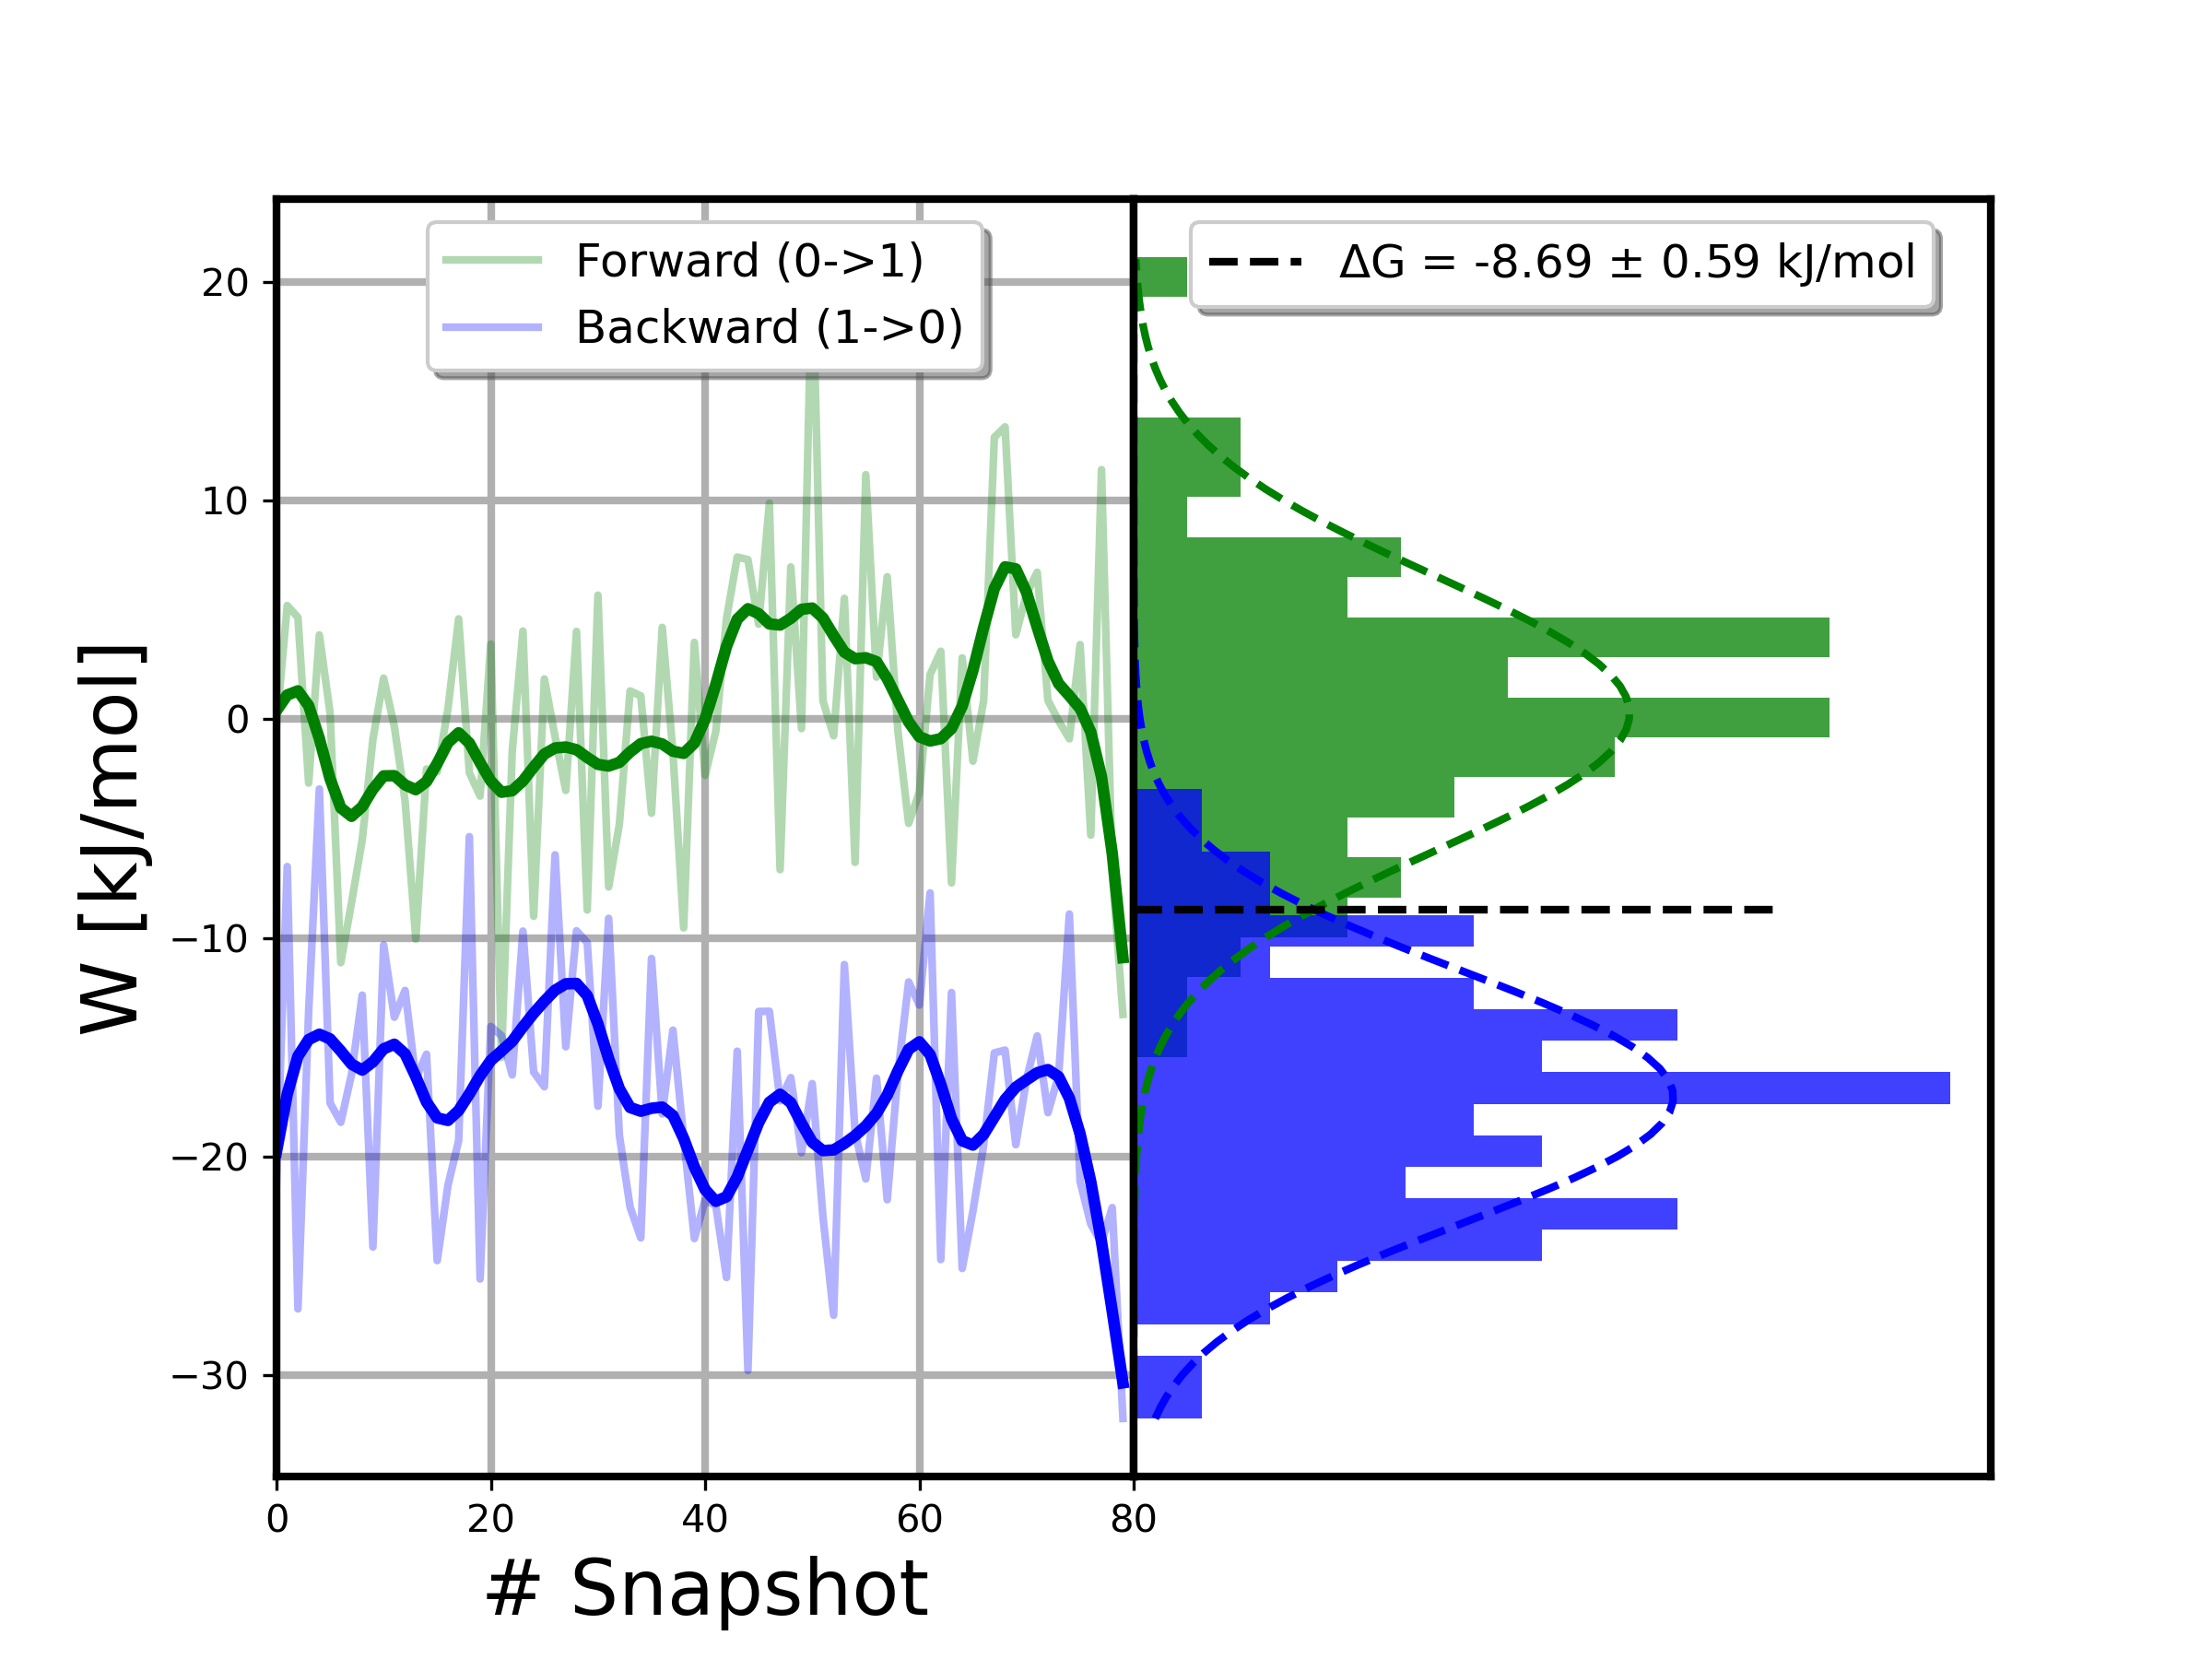 Forward (0->1)
Backward (1->0)
ΔG = -8.69 ± 0.59 kJ/mol
20
10
0
−10
−20
−30
W [kJ/mol]
0 20 40 60 80
# Snapshot